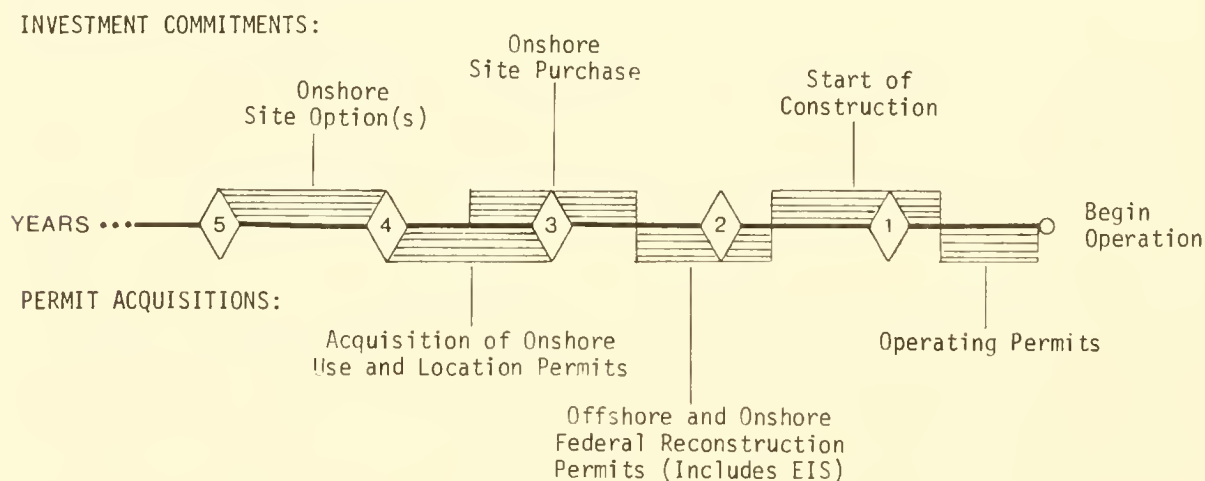 INVESTMENT COMMITMENTS:
Onshore
Site Purchase
Onshore
Site Option(s)
Start of
Construction
YEARS ••• 5 4 3 2 1
Begin
Operation
PERMIT ACQUISITIONS:
Acquisition of Onshore
Use and Location Permits
Operating Permits
Offshore and Onshore
Federal Reconstruction
Permits (Includes EIS)